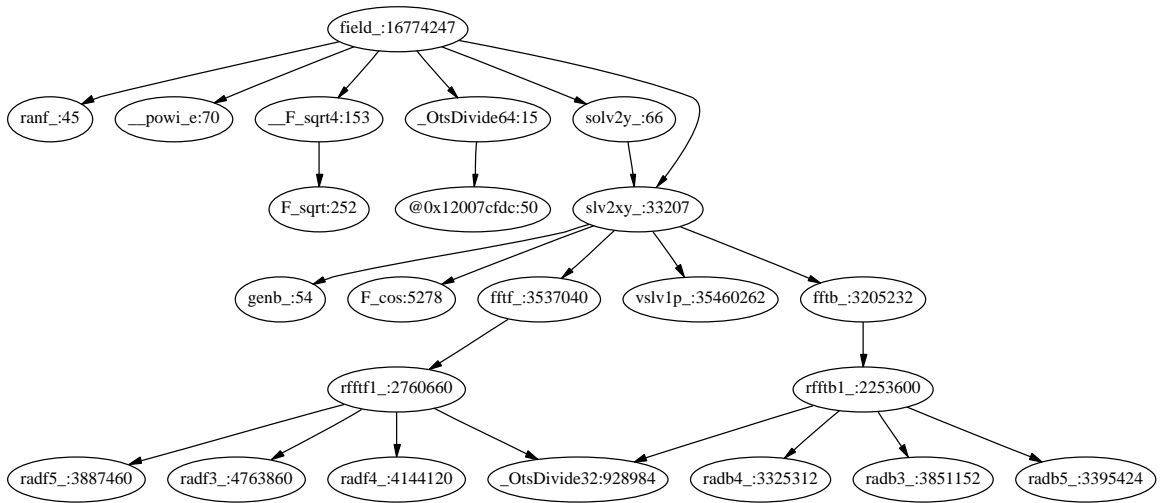 field_:16774247
ranf_:45
__powi_e:70
__F_sqrt4:153
_OtsDivide64:15
solv2y_:66
F_sqrt:252
@0x12007cfdc:50
slv2xy_:33207
genb_:54
F_cos:5278
fftf_:3537040
vslv1p_:35460262
fftb_:3205232
rfftf1_:2760660
rfftb1_:2253600
radf5_:3887460
radf3_:4763860
radf4_:4144120
_OtsDivide32:928984
radb4_:3325312
radb3_:3851152
radb5_:3395424